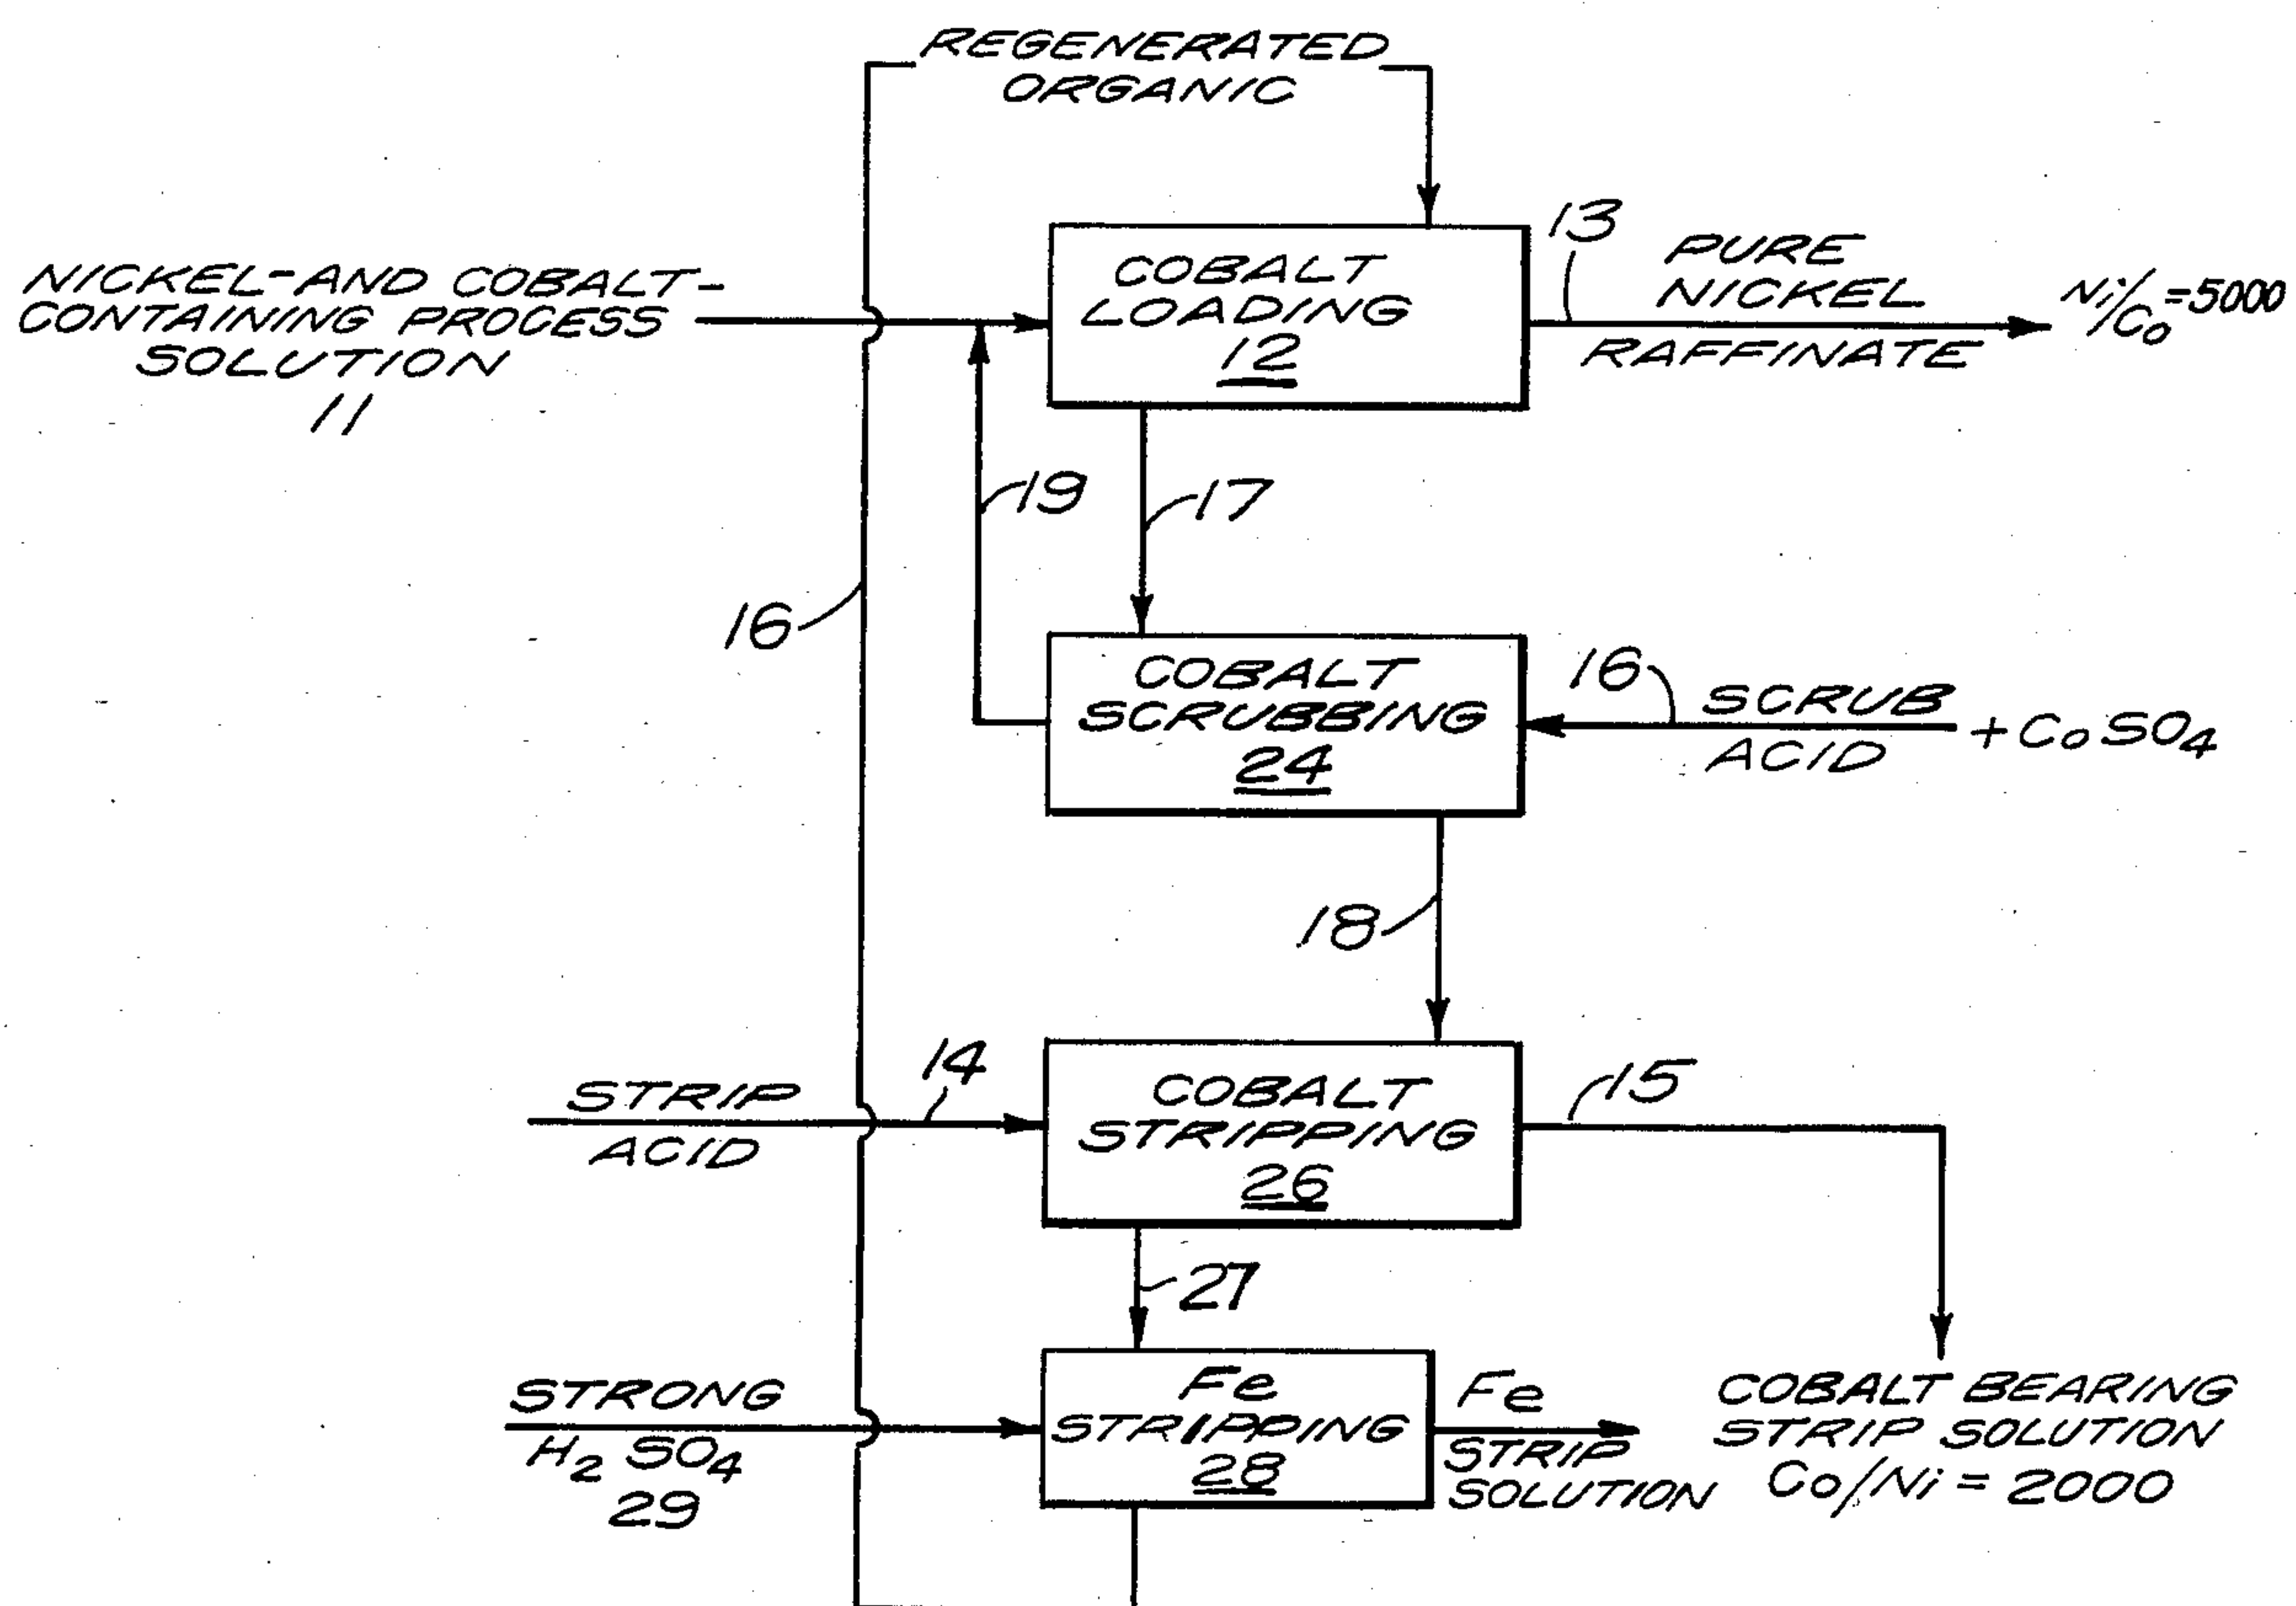 REGENERATED
ORGANIC
NICKEL-AND COBALT-
CONTAINING PROCESS
SOLUTION
11
COBALT
LOADING
12
13
PURE
NICKEL
RAFFINATE
Ni/Co =5000
19
17
16
COBALT
SCRUBBING
24
16
SCRUB
ACID
+ CoSO4
18
STRIP
ACID
14
COBALT
STRIPPING
26
15
27
STRONG
H2 SO4
29
Fe
STRIPPING
28
Fe
STRIP
SOLUTION
COBALT BEARING
STRIP SOLUTION
Co/Ni = 2000